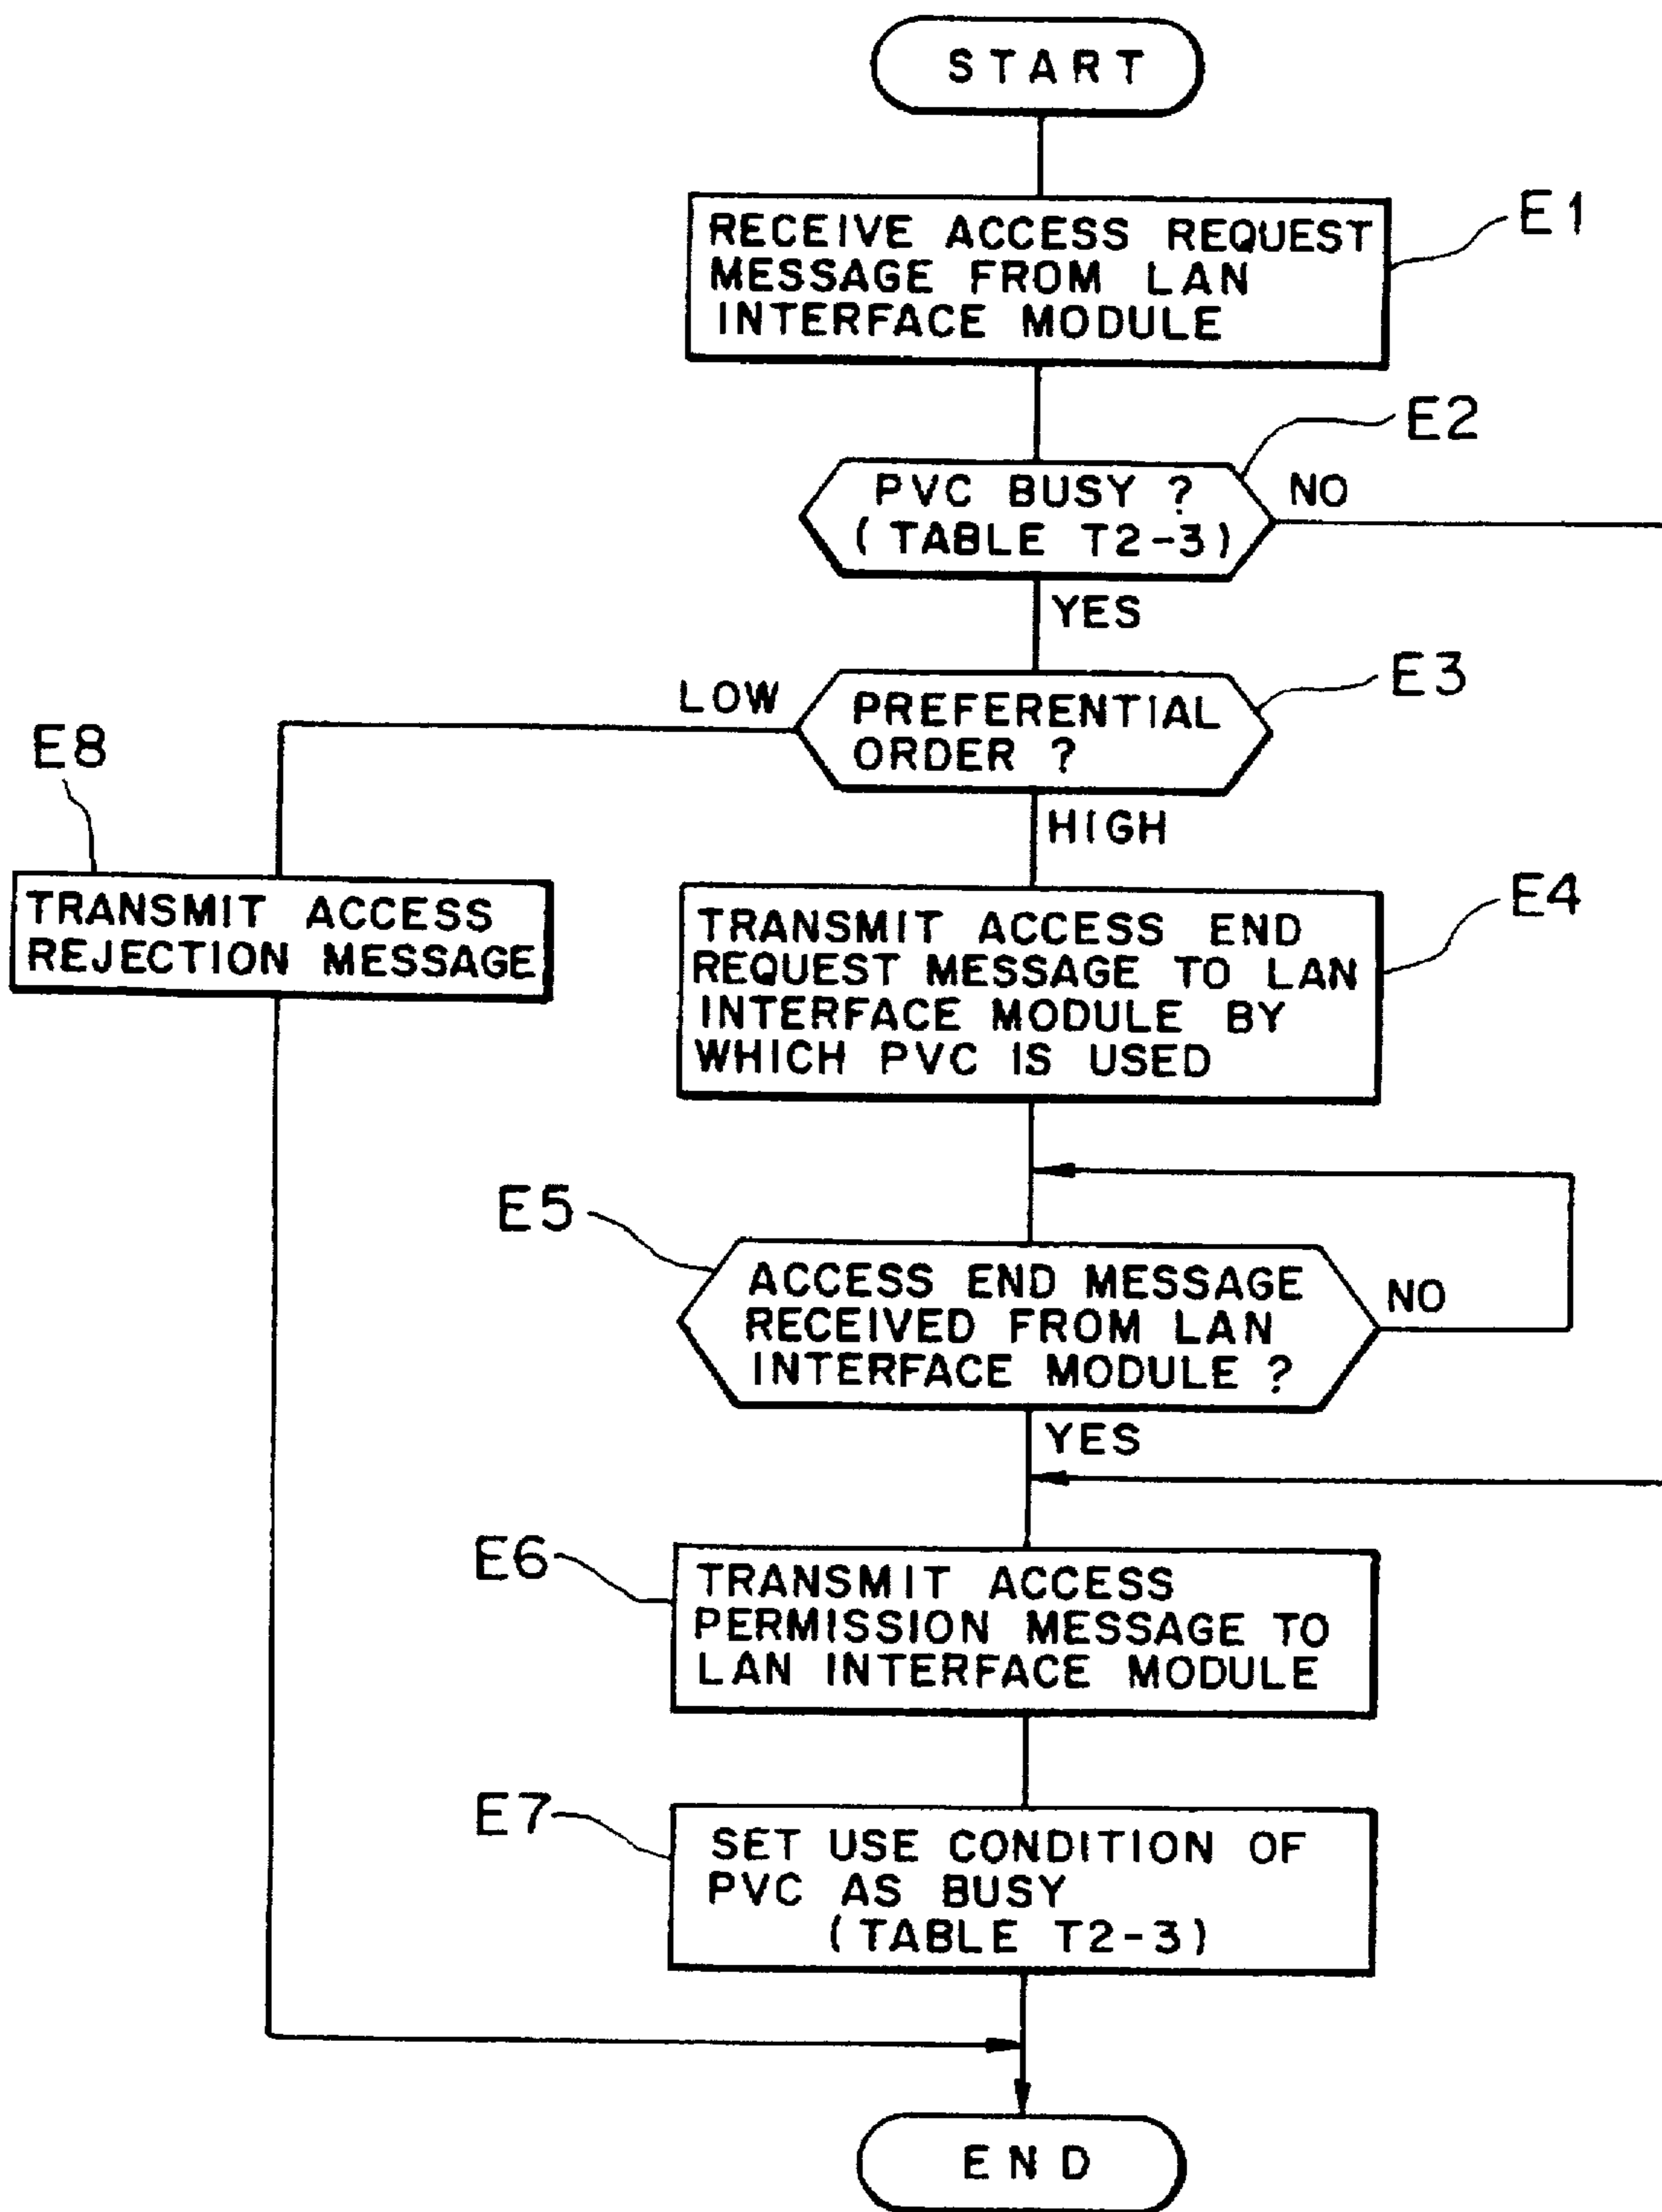 START
E1
RECEIVE ACCESS REQUEST
MESSAGE FROM LAN
INTERFACE MODULE
E2
PVC BUSY ?
(TABLE T2-3)
NO
YES
E3
LOW
PREFERENTIAL
ORDER ?
HIGH
E8
TRANSMIT ACCESS
REJECTION MESSAGE
E4
TRANSMIT ACCESS END
REQUEST MESSAGE TO LAN
INTERFACE MODULE BY
WHICH PVC IS USED
E5
ACCESS END MESSAGE
RECEIVED FROM LAN
INTERFACE MODULE ?
NO
YES
E6
TRANSMIT ACCESS
PERMISSION MESSAGE TO
LAN INTERFACE MODULE
E7
SET USE CONDITION OF
PVC AS BUSY
(TABLE T2-3)
END